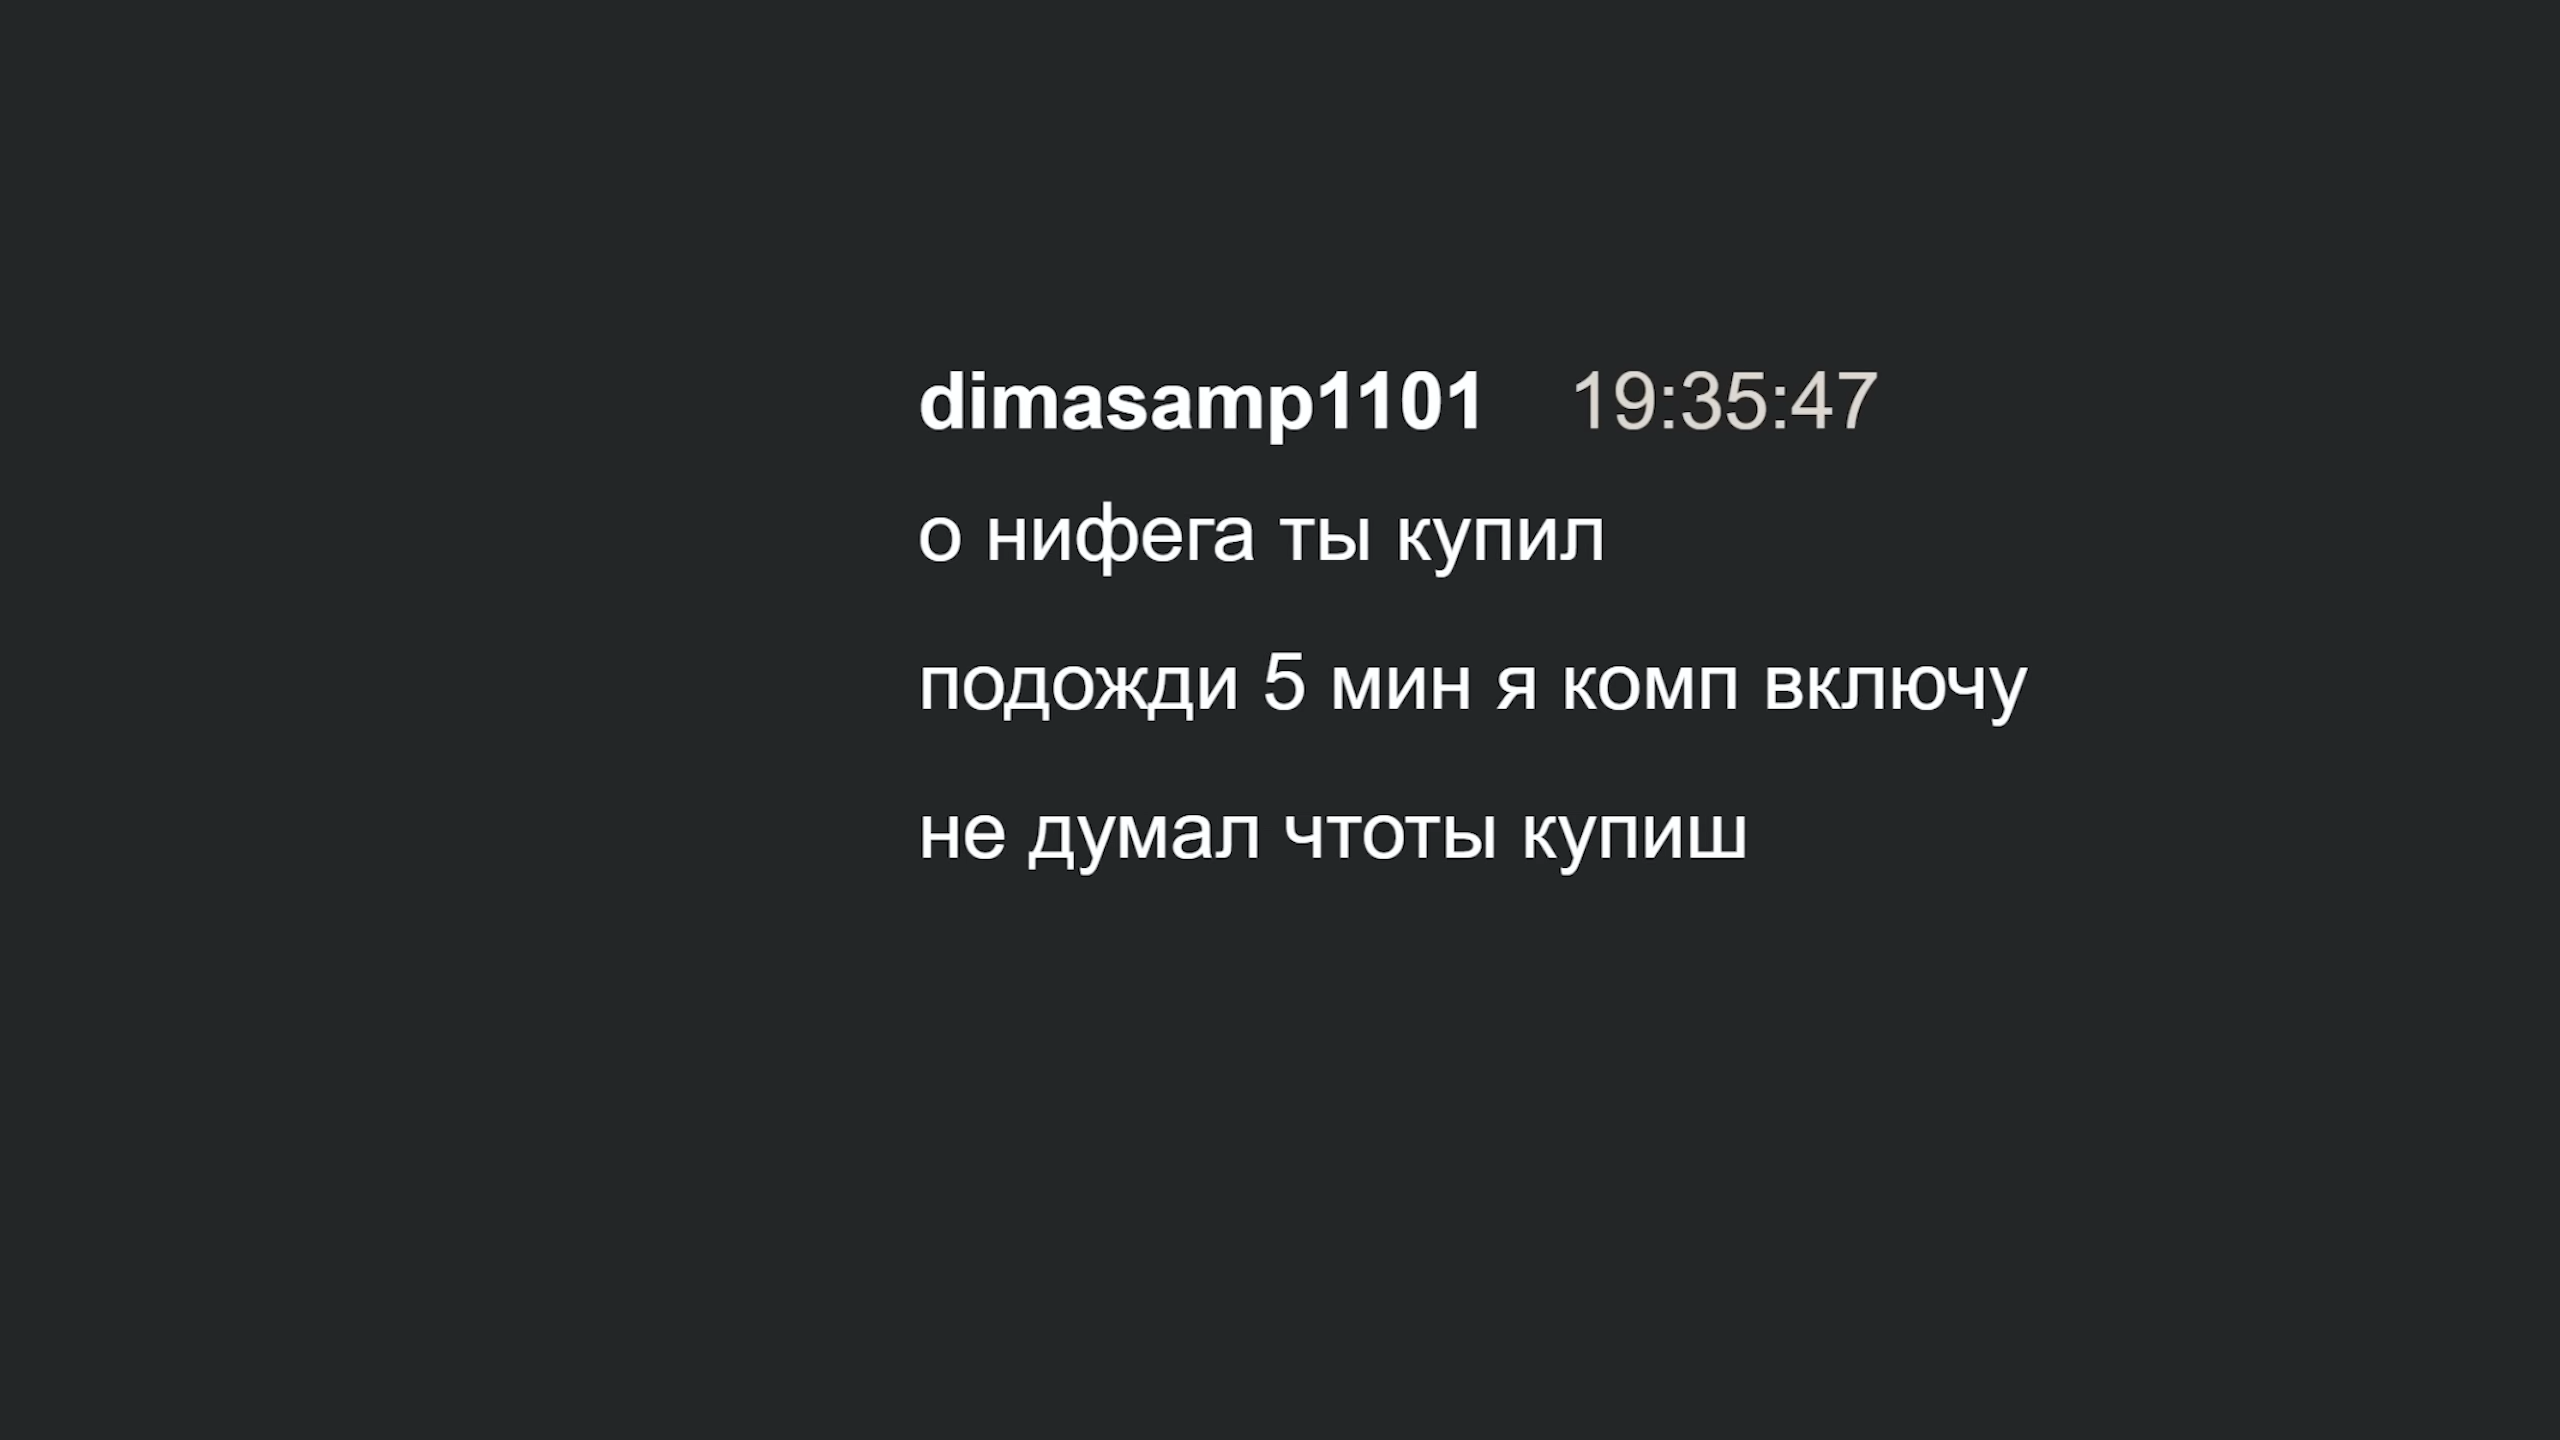 dimasamp1101 19:35:47
о нифега ты купил
подожди 5 мин я комп включу
не думал чтоты купиш